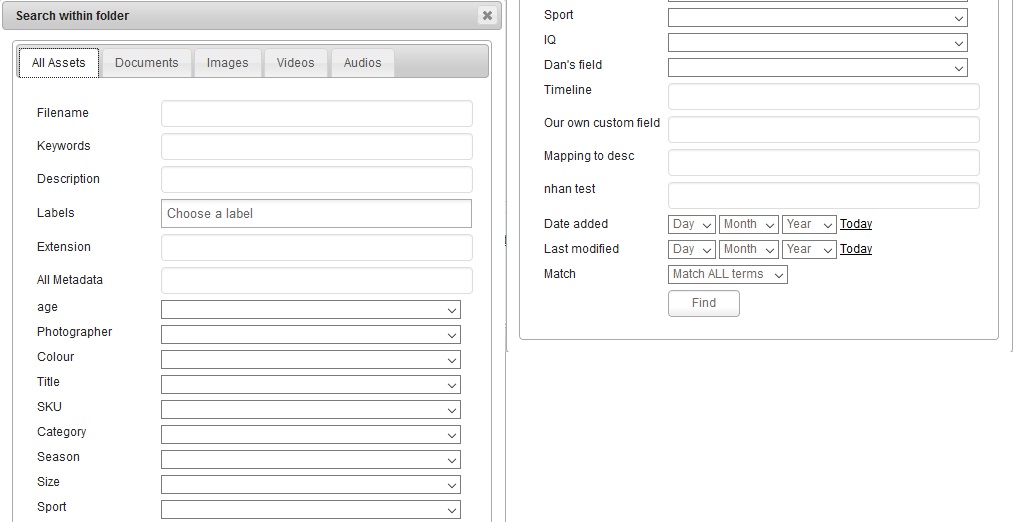 Search within folder
All Assets Documents Images Videos Audios
Filename
Keywords
Description
Labels Choose a label
Extension
All Metadata
age
Photographer
Colour
Title
SKU
Category
Season
Size
Sport
Sport
IQ
Dan's field
Timeline
Our own custom field
Mapping to desc
nhan test
Date added Day Month Year Today
Last modified Day Month Year Today
Match Match ALL terms
Find